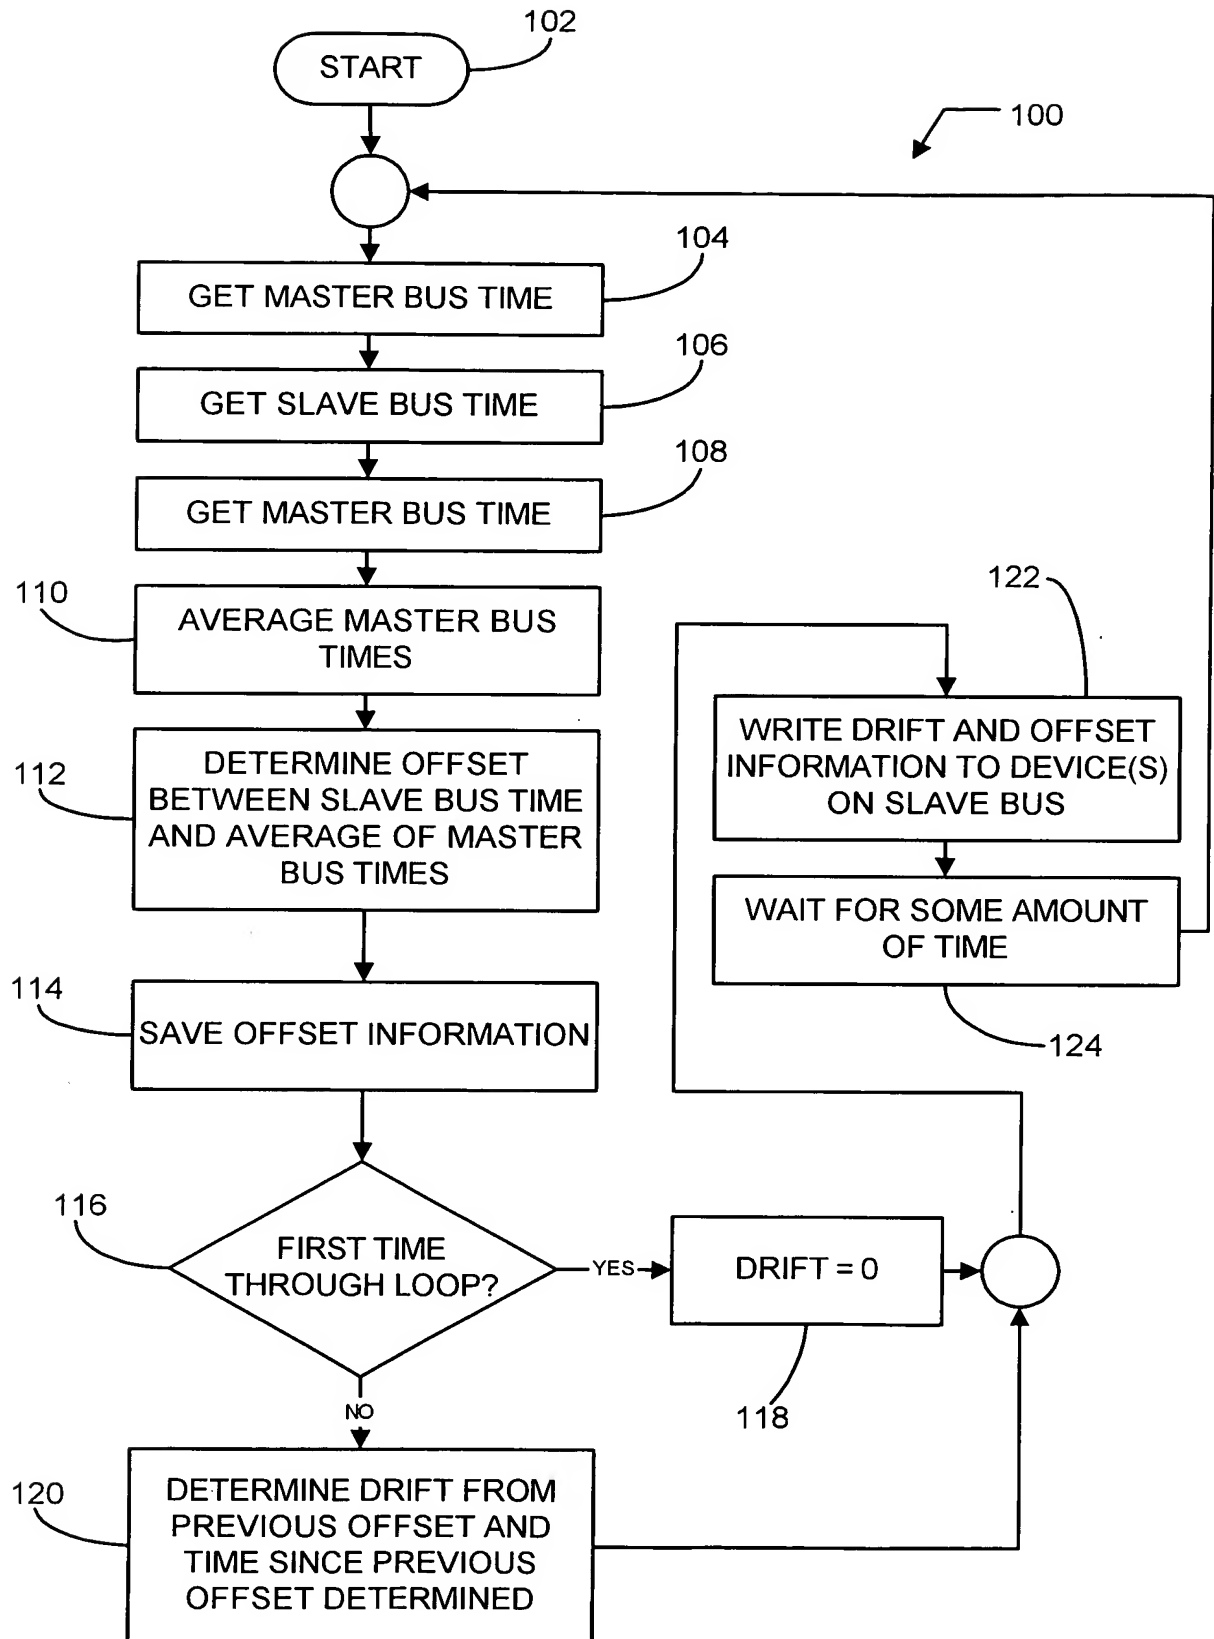 102
START
100
104
GET MASTER BUS TIME
106
GET SLAVE BUS TIME
108
GET MASTER BUS TIME
110
AVERAGE MASTER BUS
TIMES
112
DETERMINE OFFSET
BETWEEN SLAVE BUS TIME
AND AVERAGE OF MASTER
BUS TIMES
114
SAVE OFFSET INFORMATION
116
FIRST TIME
THROUGH LOOP?
YES
DRIFT = 0
118
NO
120
DETERMINE DRIFT FROM
PREVIOUS OFFSET AND
TIME SINCE PREVIOUS
OFFSET DETERMINED
122
WRITE DRIFT AND OFFSET
INFORMATION TO DEVICE(S)
ON SLAVE BUS
WAIT FOR SOME AMOUNT
OF TIME
124